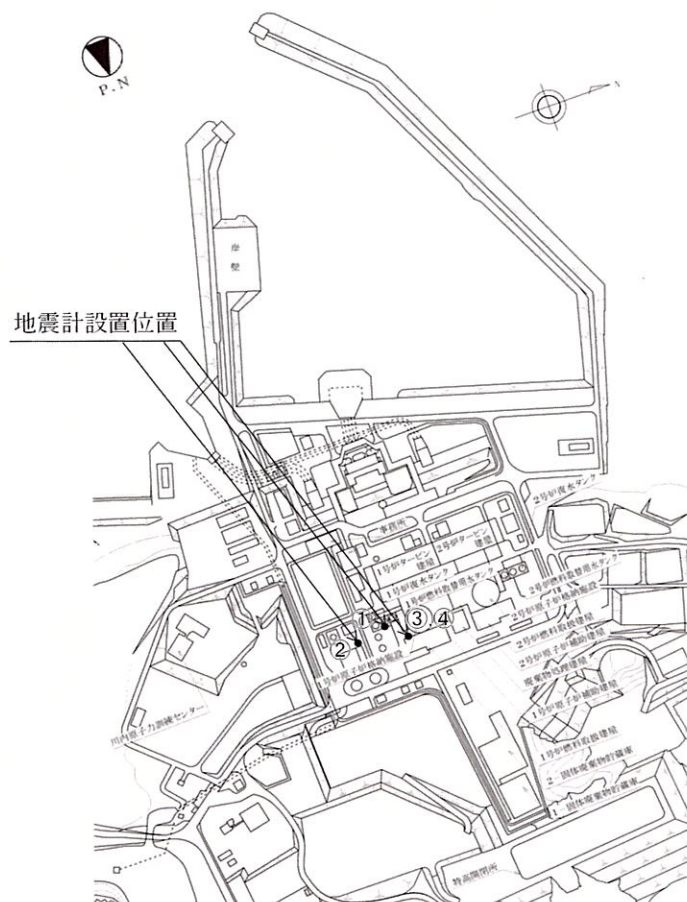 P.N
N
岸壁
地震計設置位置
2号炉復水タンク
事務所
2号炉タービン
建屋
1号炉タービン
建屋
1号炉復水タンク
1号炉燃料取替用水タンク
2号炉燃料取替用水タンク
2号炉原子炉格納施設
①
③,④
②
2号炉燃料取扱建屋
2号炉原子炉補助建屋
廃棄物処理建屋
1号炉原子炉格納施設
1号炉原子炉補助建屋
川内原子力訓練センター
1号炉燃料取扱建屋
2−固体廃棄物貯蔵庫
1−固体廃棄物貯蔵庫
特高開閉所